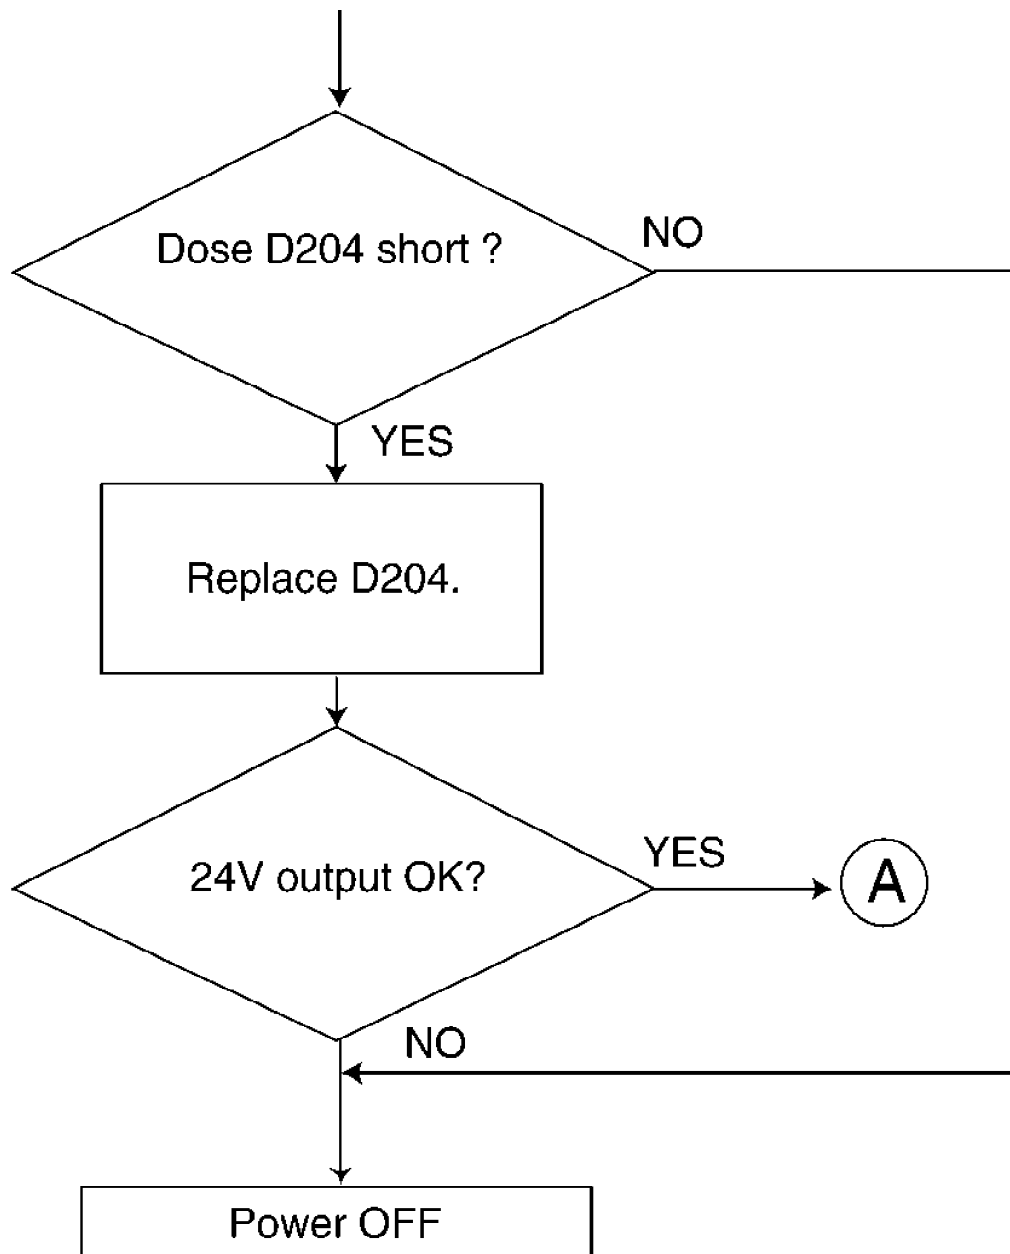 Dose D204 short ?
NO
YES
Replace D204.
24V output OK?
YES
A
NO
Power OFF